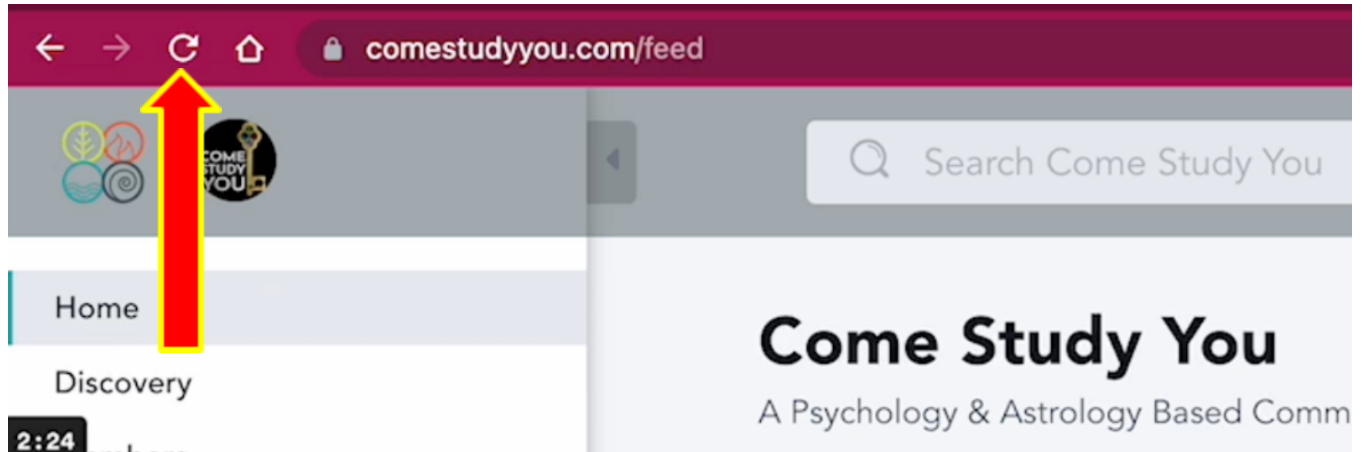 comestudyyou.com/feed
COME
STUDY
YOU
Search Come Study You
Home
Come Study You
Discovery
A Psychology & Astrology Based Comm
2:24